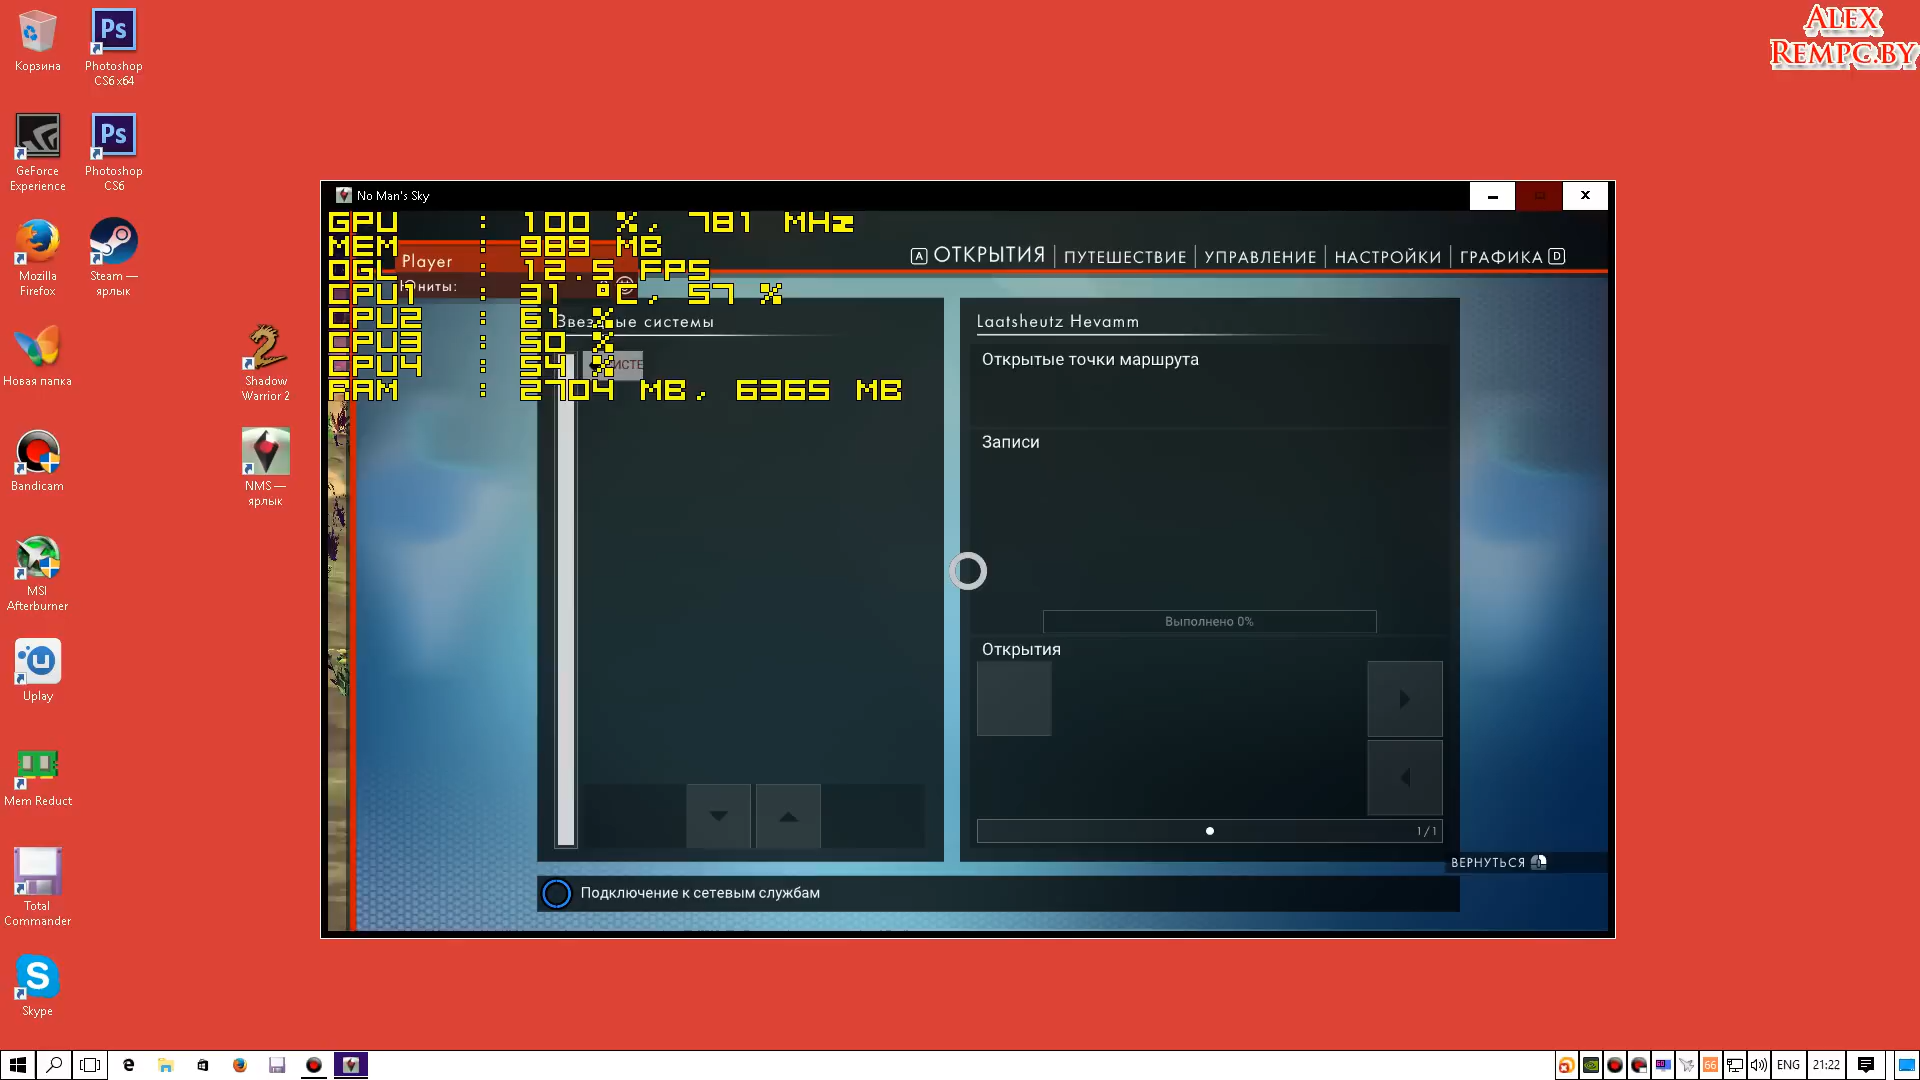 Корзина
Photoshop
CS6 x64
GeForce
Experience
Photoshop
CS6
Mozilla
Firefox
Steam —
ярлык
Новая папка
Shadow
Warrior 2
Bandicam
NMS —
ярлык
MSI
Afterburner
Uplay
Mem Reduct
Total
Commander
Skype
ALEX
REMPC.BY
No Man's Sky
GPU : 100 %, 781 MHz
MEM : 989 MB
OGL : 12.5 FPS
CPU1 : 31 °C, 57 %
CPU2 : 61 %
CPU3 : 50 %
CPU4 : 54 %
RAM : 2704 MB, 6365 MB
Player
Юниты:
A ОТКРЫТИЯ ПУТЕШЕСТВИЕ УПРАВЛЕНИЕ НАСТРОЙКИ ГРАФИКА D
системы
Laatsheutz Hevamm
Открытые точки маршрута
Записи
Выполнено 0%
Открытия
1/1
ВЕРНУТЬСЯ
Подключение к сетевым службам
66
ENG
21:22